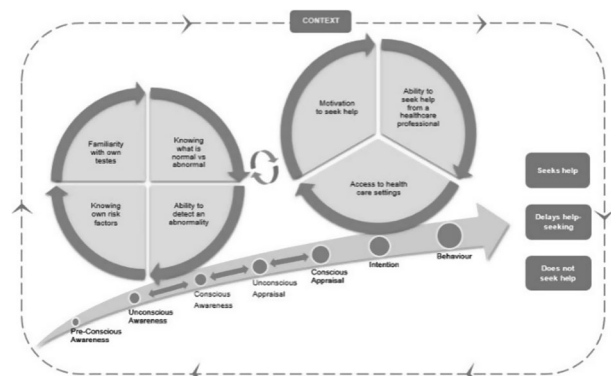 CONTEXT
Familiarity
with own
testes
Knowing
what is
normal vs
abnormal
Knowing
own risk
factors
Ability to
detect an
abnormality
Motivation
to seek help
Ability to
seek help
from a
healthcare
professional
Access to health
care settings
Seeks help
Delays help-
seeking
Does not
seek help
Pre-Conscious
Awareness
Unconscious
Awareness
Conscious
Awareness
Unconscious
Appraisal
Conscious
Appraisal
Intention
Behaviour